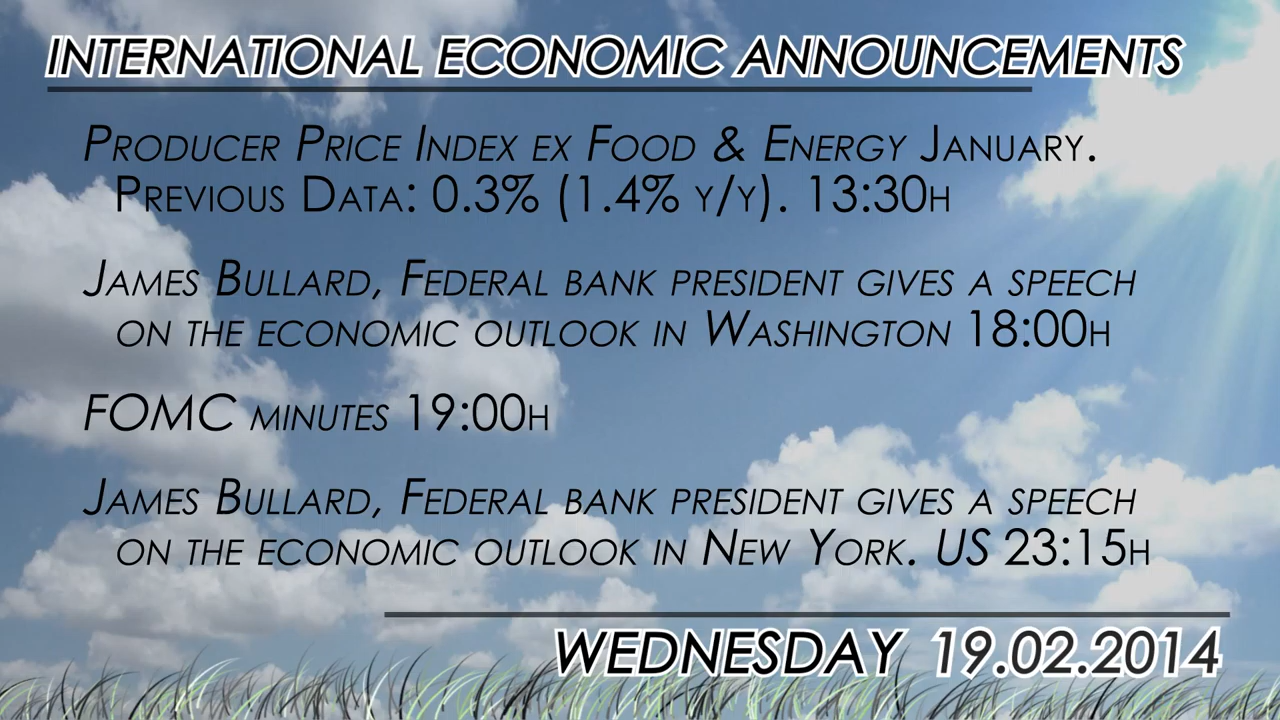 INTERNATIONAL ECONOMIC ANNOUNCEMENTS
Producer Price Index ex Food & Energy January.
Previous Data: 0.3% (1.4% y/y). 13:30h
James Bullard, Federal bank president gives a speech
on the economic outlook in Washington 18:00h
FOMC minutes 19:00h
James Bullard, Federal bank president gives a speech
on the economic outlook in New York. US 23:15h
WEDNESDAY 19.02.2014